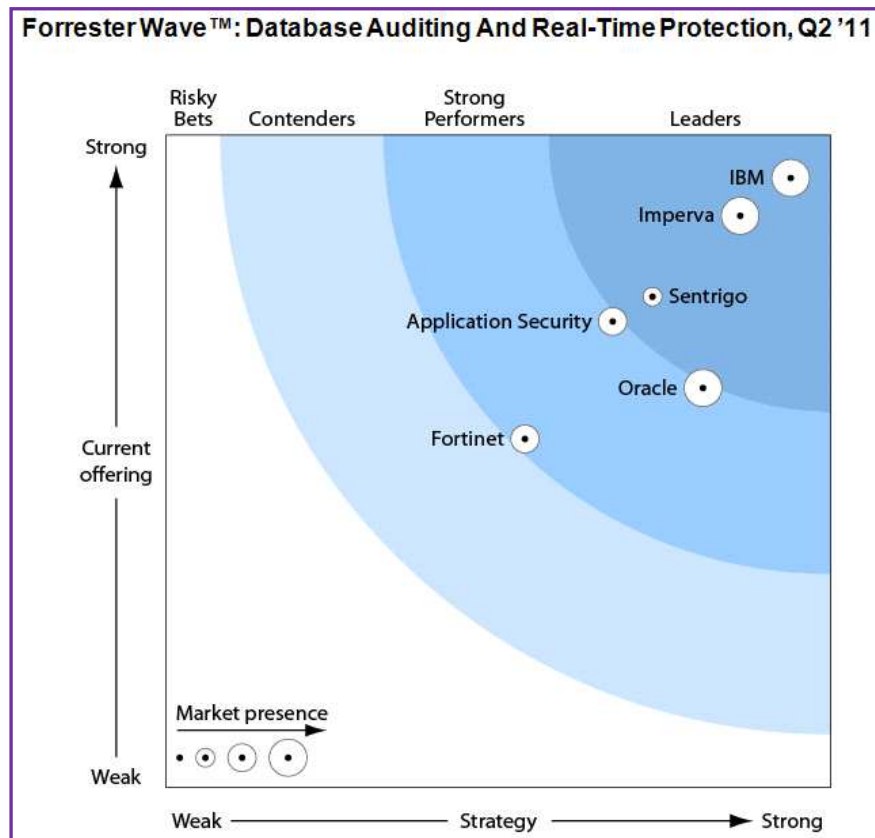 Forrester Wave™: Database Auditing And Real-Time Protection, Q2 ’11
Risky
Bets
Contenders
Strong
Performers
Leaders
Strong
IBM
Imperva
Sentrigo
Application Security
Oracle
Fortinet
Current
offering
Market presence
Weak
Weak
Strategy
Strong